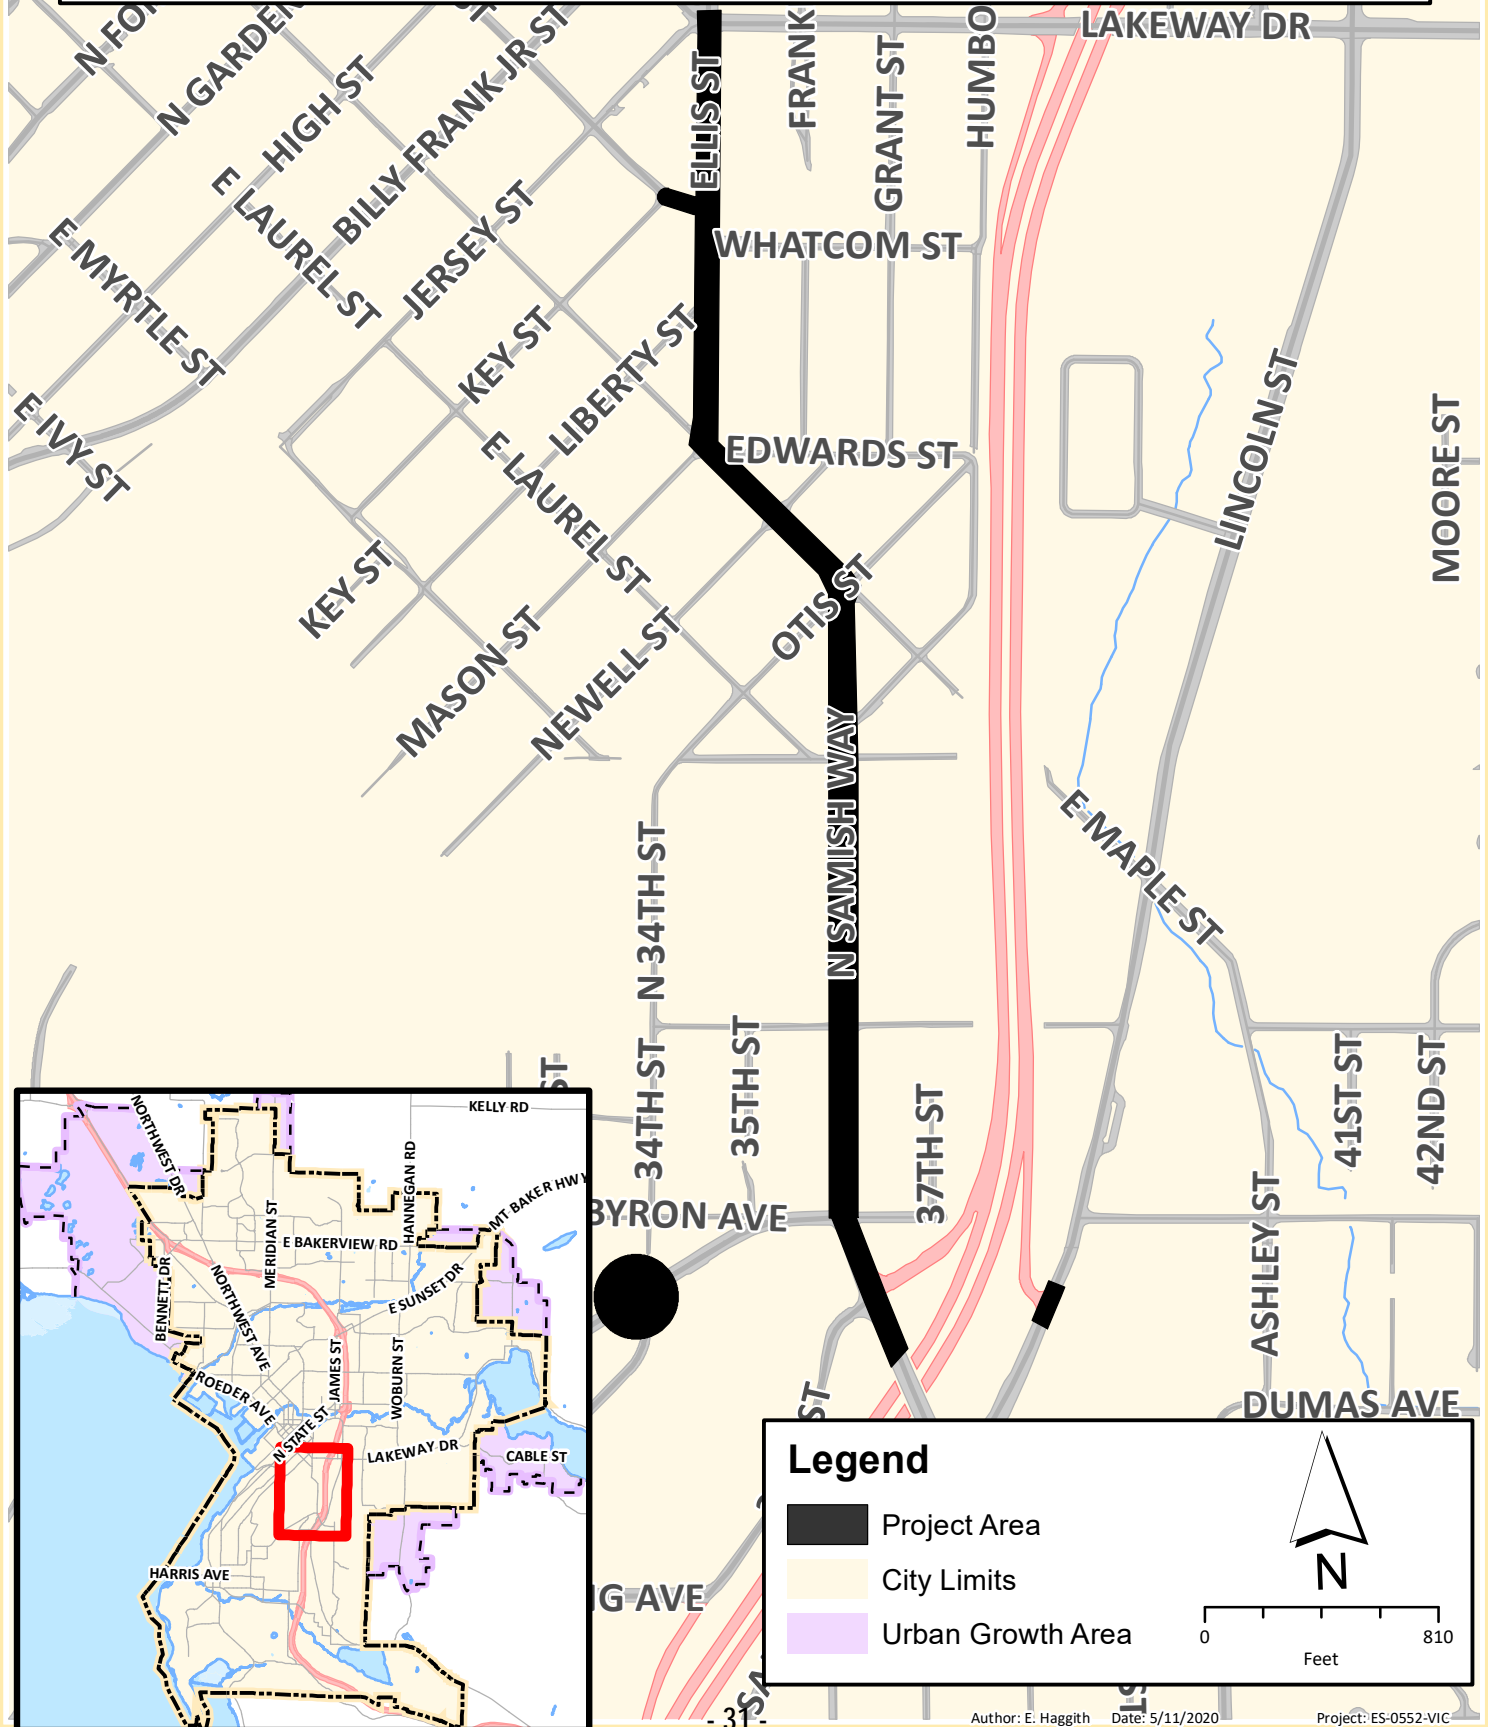 LAKEWAY DR
N GARDEN
HIGH ST
BILLY FRANK JR ST
ELLIS ST
FRANK
GRANT ST
HUMBO
E LAUREL ST
JERSEY ST
WHATCOM ST
E MYRTLE ST
KEY ST
LIBERTY ST
E IVY ST
E LAUREL ST
EDWARDS ST
LINCOLN ST
MOORE ST
KEY ST
MASON ST
NEWELL ST
OTIS ST
N SAMISH WAY
E MAPLE ST
N 34TH ST
34TH ST
35TH ST
37TH ST
41ST ST
42ND ST
ST
BYRON AVE
ASHLEY ST
DUMAS AVE
ST
IG AVE
KELLY RD
NORTHWEST DR
HANNEGAN RD
MT BAKER HWY
MERIDIAN ST
E BAKERVIEW RD
BENNETT DR
NORTHWEST AVE
E SUNSET DR
JAMES ST
WOBURN ST
ROEDER AVE
N STATE ST
LAKEWAY DR
CABLE ST
HARRIS AVE
Legend
Project Area
City Limits
Urban Growth Area
N
0 810
Feet
- 31 -
Author: E. Haggith Date: 5/11/2020 Project: ES-0552-VIC